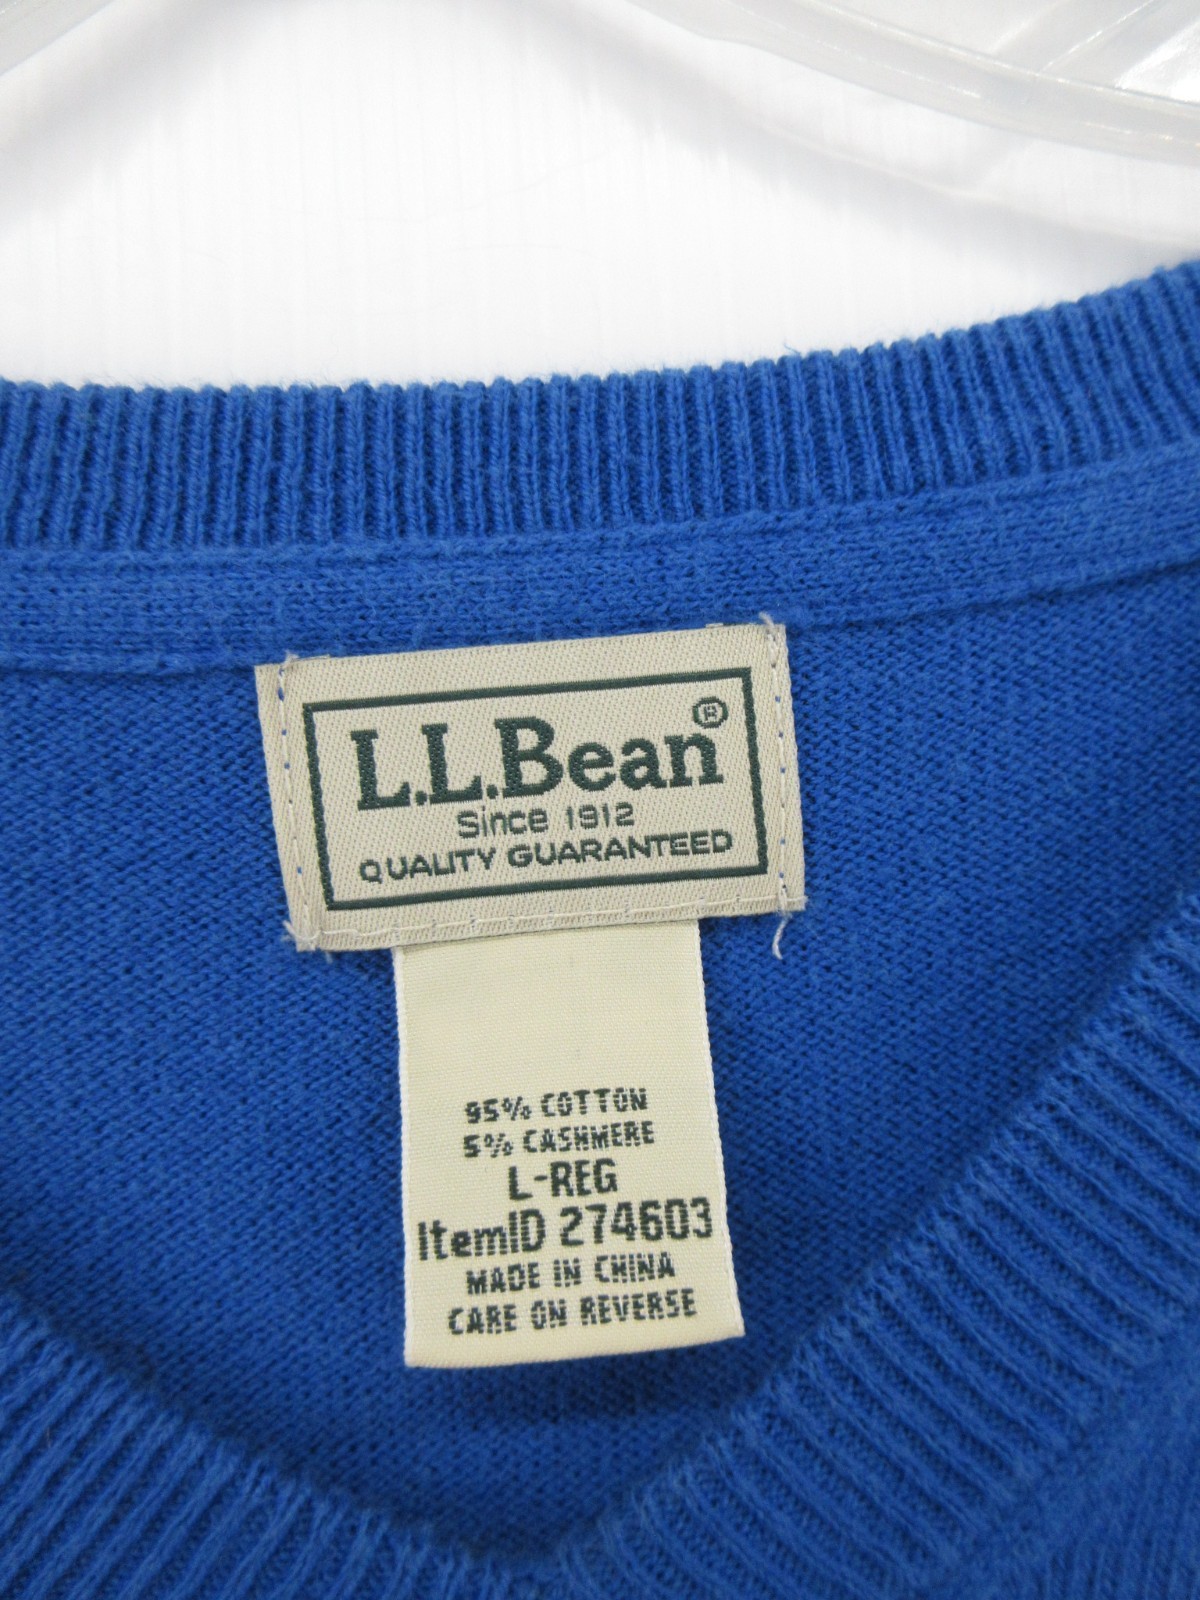 L.L.Bean®
Since 1912
QUALITY GUARANTEED
95% COTTON
5% CASHMERE
L-REG
ItemID 274603
MADE IN CHINA
CARE ON REVERSE